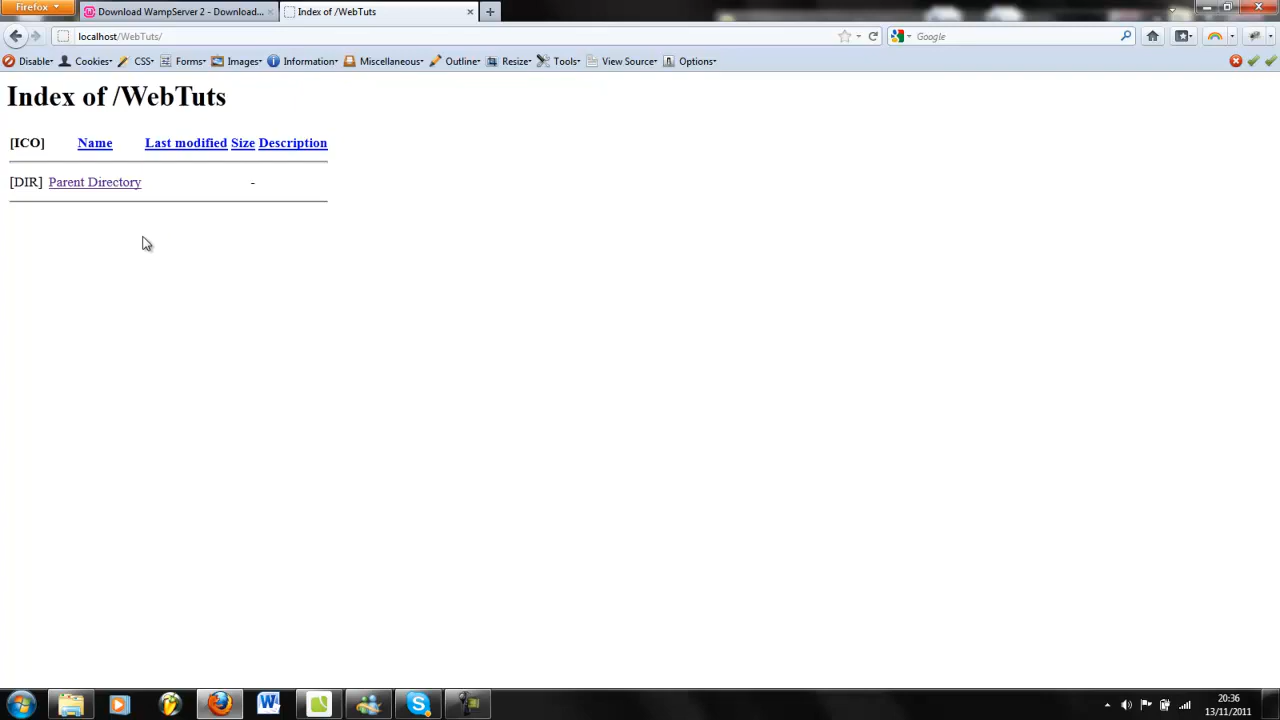 Firefox
Download WampServer 2 - Download...
Index of /WebTuts
localhost/WebTuts/
Google
Disable
Cookies
CSS
Forms
Images
Information
Miscellaneous
Outline
Resize
Tools
View Source
Options
Index of /WebTuts
[ICO] Name Last modified Size Description
[DIR] Parent Directory -
20:36
13/11/2011